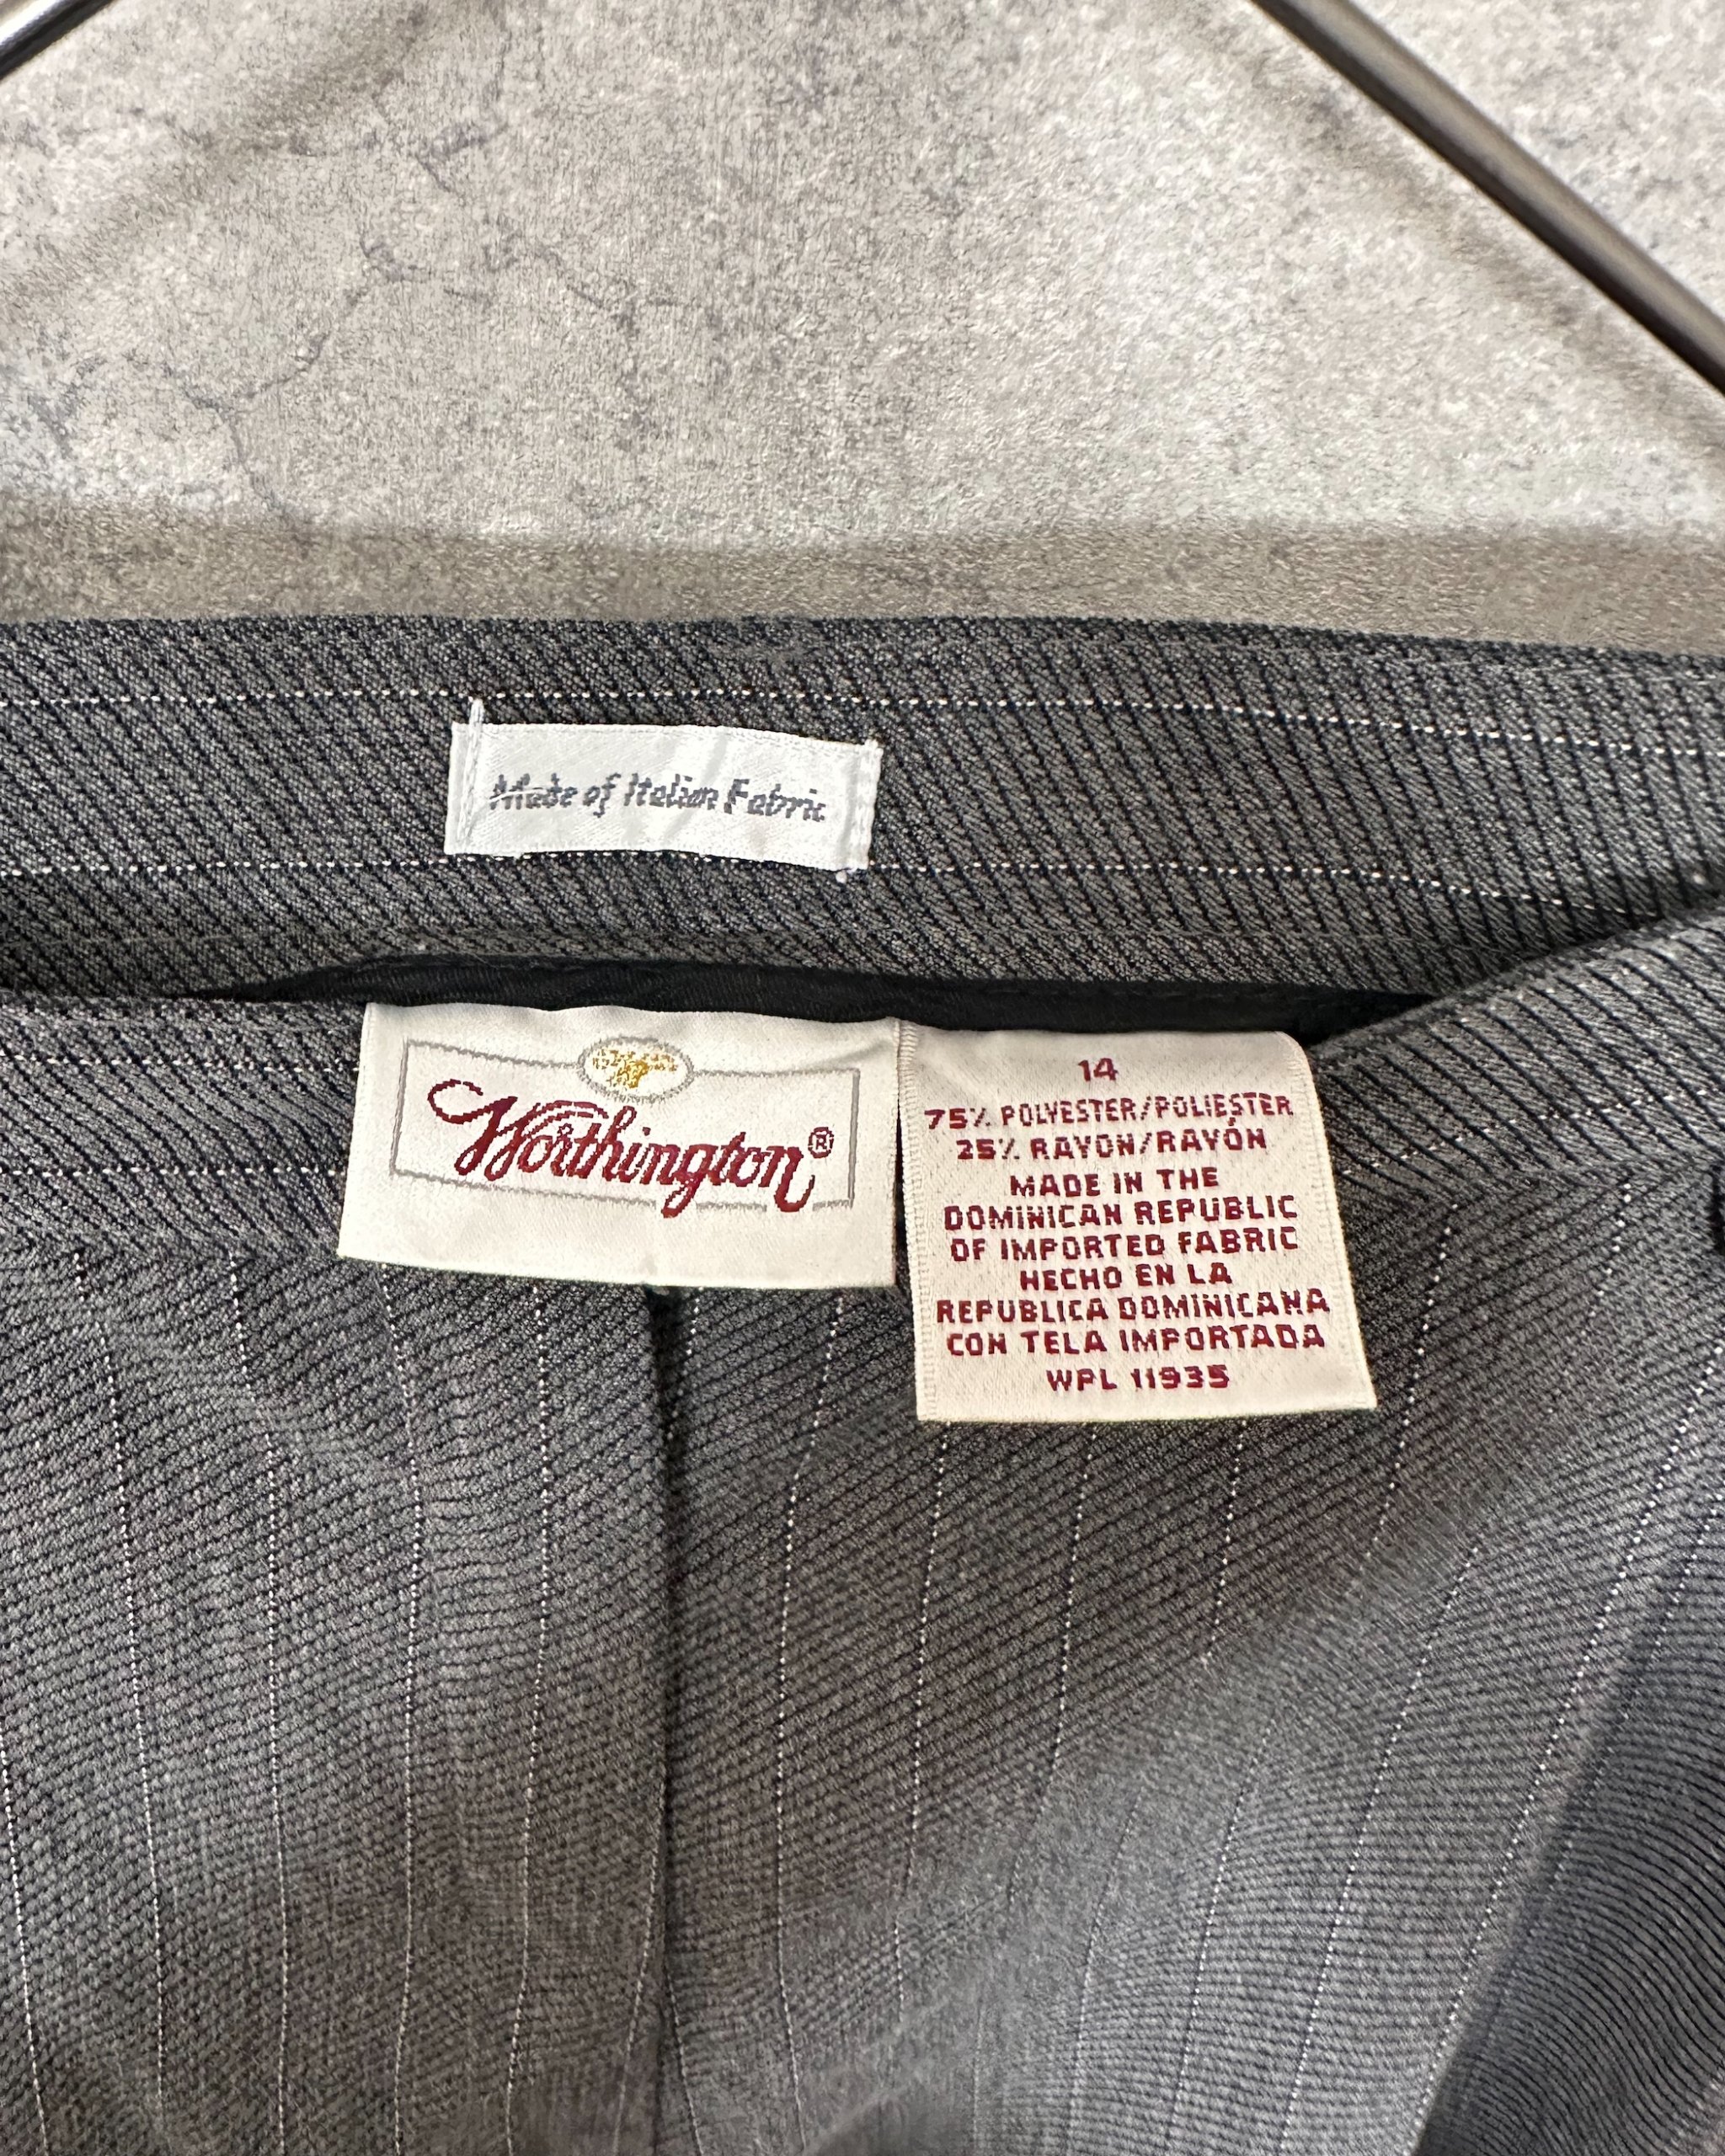 Made of Italian Fabric
Worthington®
14
75% POLYESTER/POLIESTER
25% RAYON/RAYÓN
MADE IN THE
DOMINICAN REPUBLIC
OF IMPORTED FABRIC
HECHO EN LA
REPUBLICA DOMINICANA
CON TELA IMPORTADA
WPL 11935